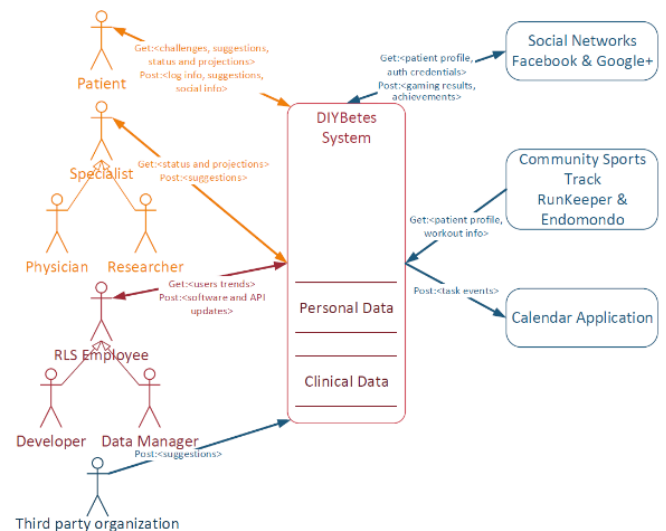 Patient
Get:<challenges, suggestions,
status and projections>
Post:<log info, suggestions,
social info>
Get:<patient profile,
auth credentials>
Post:<gaming results,
achievements>
Social Networks
Facebook & Google+
DIYBetes
System
Specialist
Get:<status and projections>
Post:<suggestions>
Community Sports
Track
RunKeeper &
Endomondo
Get:<patient profile,
workout info>
Physician
Researcher
Get:<users trends>
Post:<software and API
updates>
Post:<task events>
Personal Data
Calendar Application
RLS Employee
Clinical Data
Developer
Data Manager
Post:<suggestions>
Third party organization